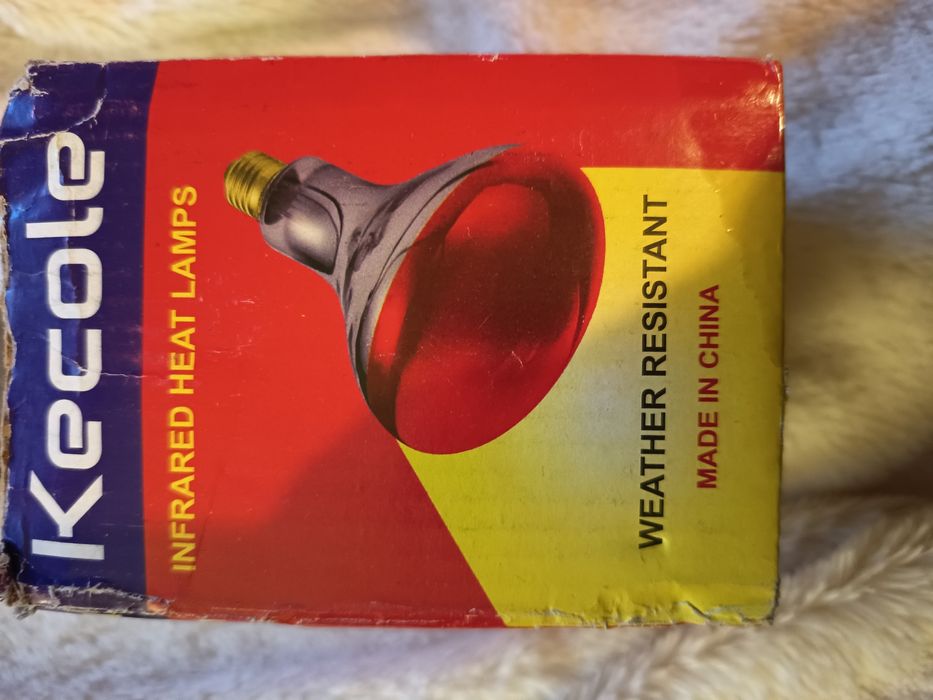 Kecole
INFRARED HEAT LAMPS
WEATHER RESISTANT
MADE IN CHINA